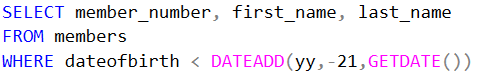 SELECT member_number, first_name, last_name
FROM members
WHERE dateofbirth < DATEADD(yy,-21,GETDATE())